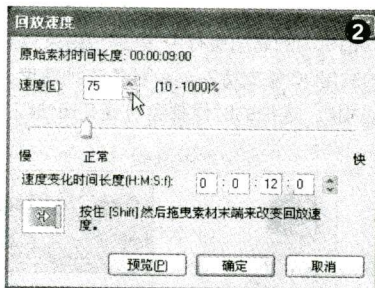 回放速度
2
原始素材时间长度: 00:00:09:00
速度(E): 75 (10 - 1000)%
慢 正常 快
速度变化时间长度(H:M:S:f): 0 : 0 : 12 : 0
按住 [Shift] 然后拖曳素材末端来改变回放速
度。
预览(P) 确定 取消